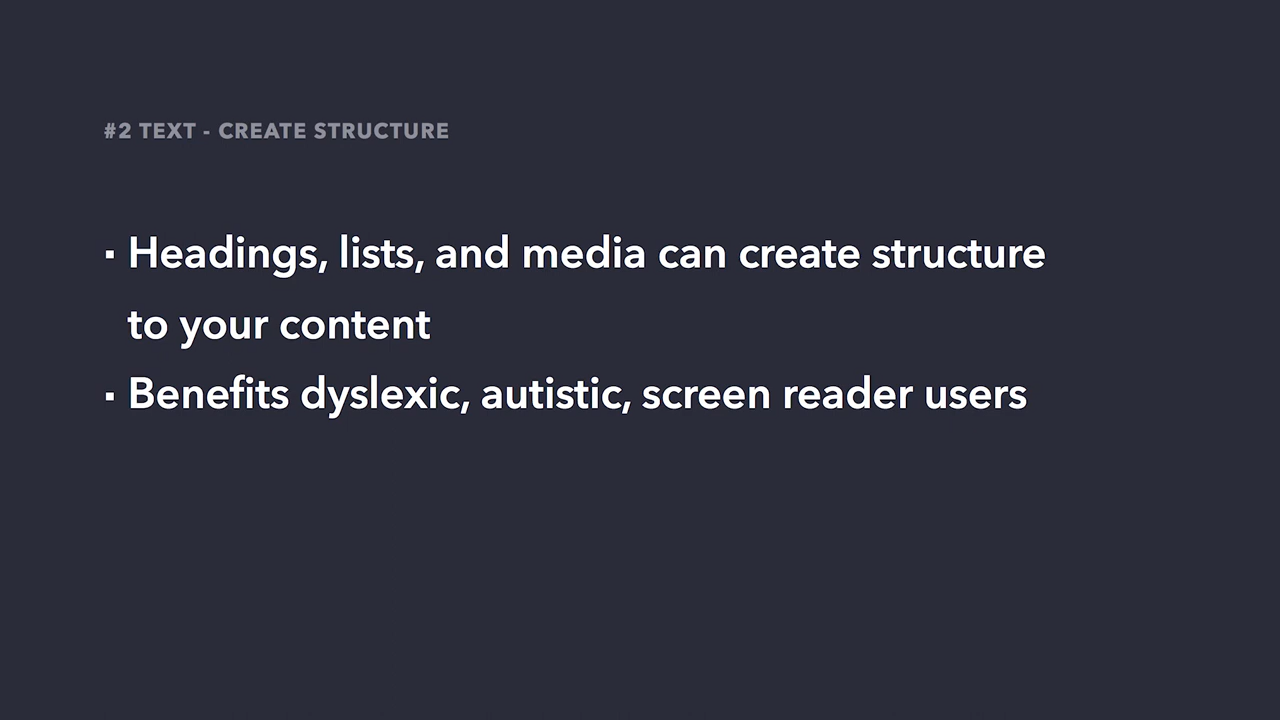 #2 TEXT - CREATE STRUCTURE
▪ Headings, lists, and media can create structure
to your content
▪ Benefits dyslexic, autistic, screen reader users